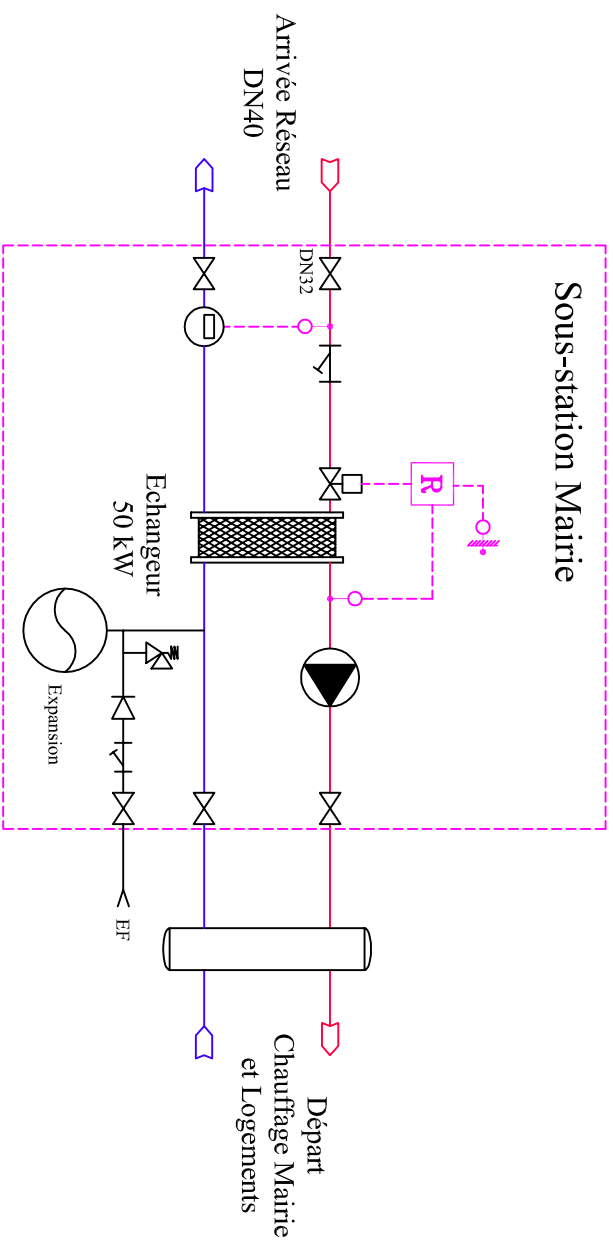 Sous-station Mairie
Arrivée Réseau
DN40
DN32
R
Echangeur
50 kW
Expansion
EF
Départ
Chauffage Mairie
et Logements